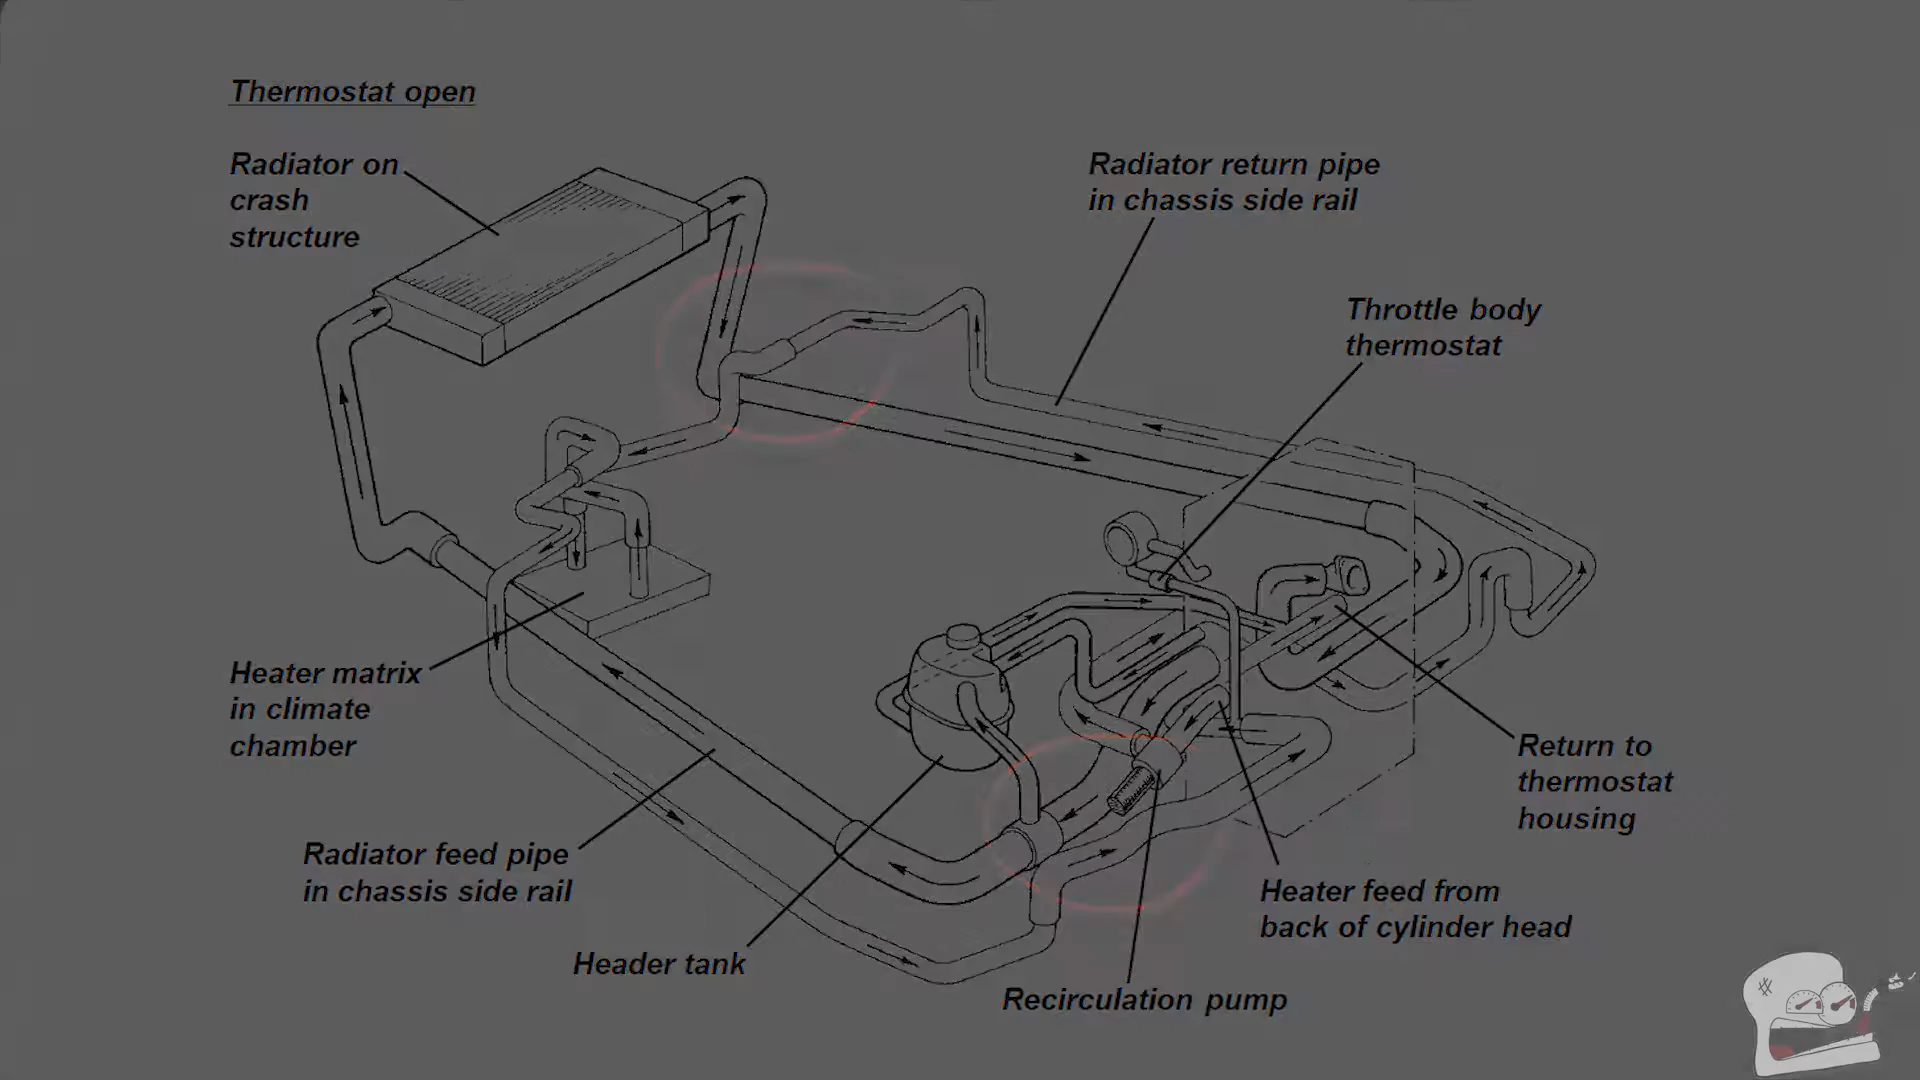 Thermostat open
Radiator on
crash
structure
Radiator return pipe
in chassis side rail
Throttle body
thermostat
Heater matrix
in climate
chamber
Return to
thermostat
housing
Radiator feed pipe
in chassis side rail
Heater feed from
back of cylinder head
Header tank
Recirculation pump